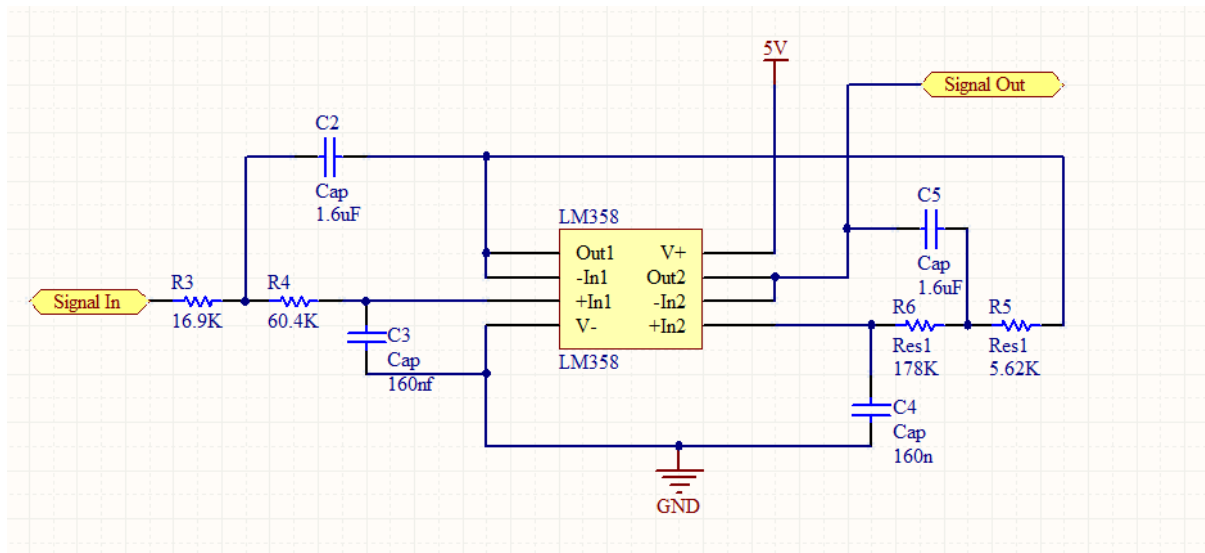 5V
Signal Out
C2
Cap
1.6uF
LM358
C5
Cap
1.6uF
Out1
-In1
+In1
V-
V+
Out2
-In2
+In2
Signal In
R3
16.9K
R4
60.4K
C3
Cap
160nf
LM358
R6
Res1
178K
R5
Res1
5.62K
C4
Cap
160n
GND